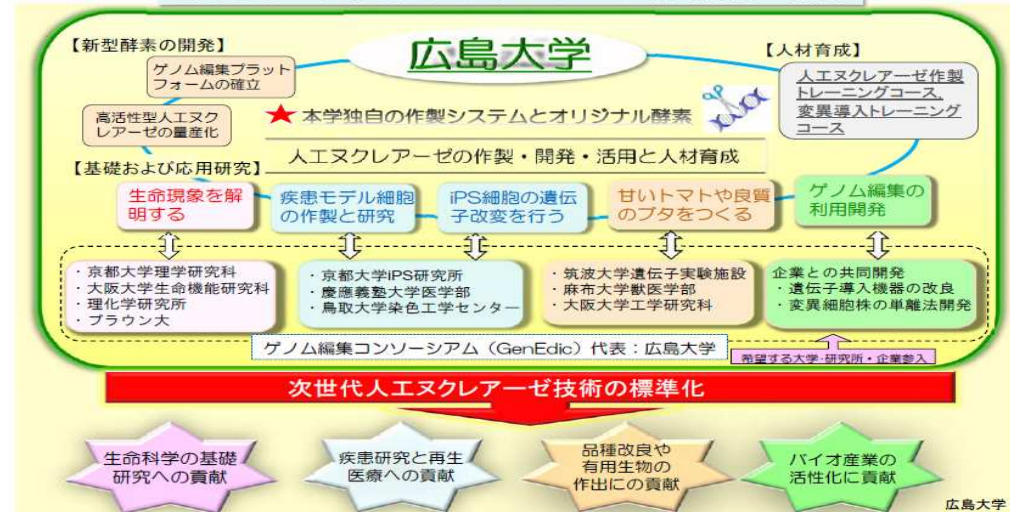 【新型酵素の開発】
ゲノム編集プラット
フォームの確立
高活性型人工ヌク
レアーゼの量産化
広島大学
★本学独自の作製システムとオリジナル酵素
人工ヌクレアーゼの作製・開発・活用と人材育成
【人材育成】
人工ヌクレアーゼ作製
トレーニングコース、
変異導入トレーニング
コース
【基礎および応用研究】
生命現象を解
明する
疾患モデル細胞
の作製と研究
iPS細胞の遺伝
子改変を行う
甘いトマトや良質
のブタをつくる
ゲノム編集の
利用開発
・京都大学理学研究科
・大阪大学生命機能研究科
・理化学研究所
・ブラウン大
・京都大学iPS研究所
・慶應義塾大学医学部
・鳥取大学染色工学センター
・筑波大学遺伝子実験施設
・麻布大学獣医学部
・大阪大学工学研究科
企業との共同開発
・遺伝子導入機器の改良
・変異細胞株の単離法開発
ゲノム編集コンソーシアム（GenEdic）代表：広島大学
希望する大学・研究所・企業参入
次世代人工ヌクレアーゼ技術の標準化
生命科学の基礎
研究への貢献
疾患研究と再生
医療への貢献
品種改良や
有用生物の
作出にの貢献
バイオ産業の
活性化に貢献
広島大学